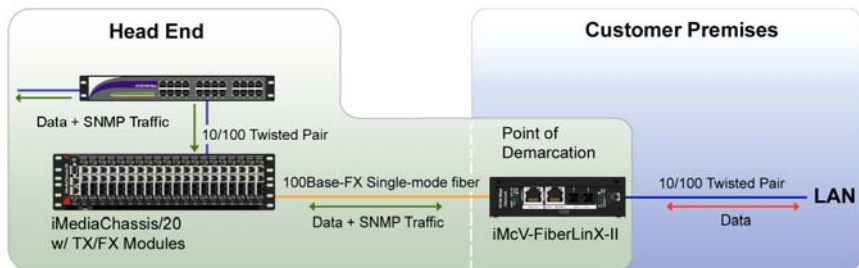 Head End
Customer Premises
Data + SNMP Traffic
10/100 Twisted Pair
Point of
Demarcation
100Base-FX Single-mode fiber
10/100 Twisted Pair
LAN
Data + SNMP Traffic
Data
iMediaChassis/20
w/ TX/FX Modules
iMcV-FiberLinX-II